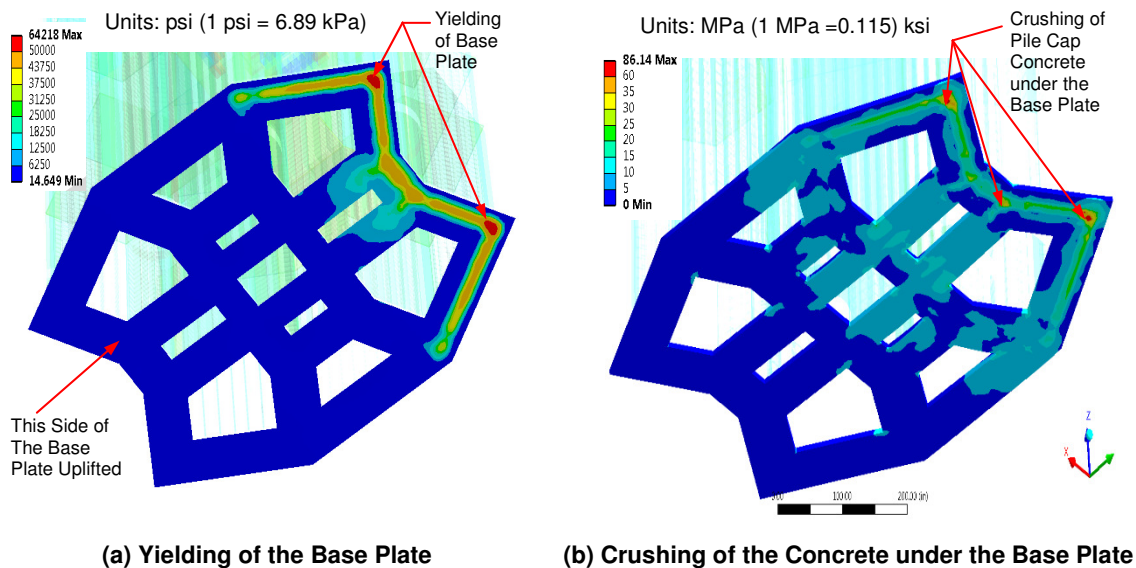 Units: psi (1 psi = 6.89 kPa)
64218 Max
50000
43750
37500
31250
25000
18750
12500
6250
14.649 Min
Yielding
of Base
Plate
This Side of
The Base
Plate Uplifted
(a) Yielding of the Base Plate
Units: MPa (1 MPa =0.115) ksi
86.14 Max
60
35
30
25
20
15
10
5
0 Min
Crushing of
Pile Cap
Concrete
under the
Base Plate
Z
X
100.00
200.00 (in)
(b) Crushing of the Concrete under the Base Plate